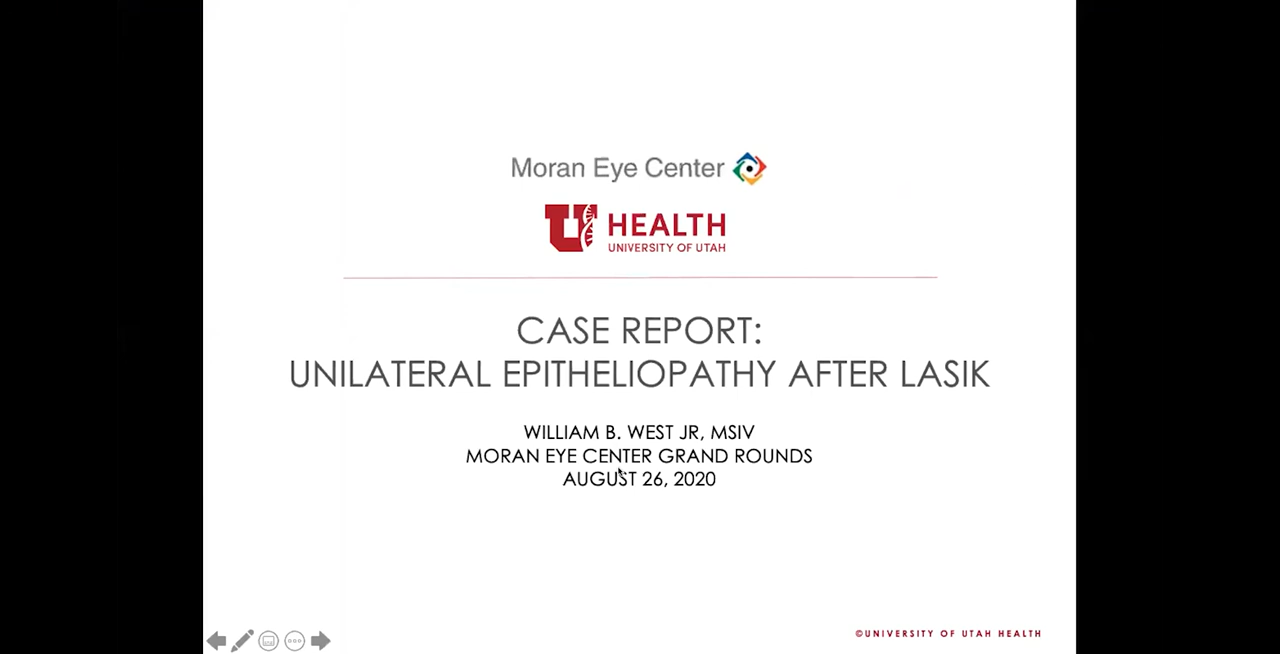 Moran Eye Center
U HEALTH
UNIVERSITY OF UTAH
CASE REPORT:
UNILATERAL EPITHELIOPATHY AFTER LASIK
WILLIAM B. WEST JR, MSIV
MORAN EYE CENTER GRAND ROUNDS
AUGUST 26, 2020
©UNIVERSITY OF UTAH HEALTH